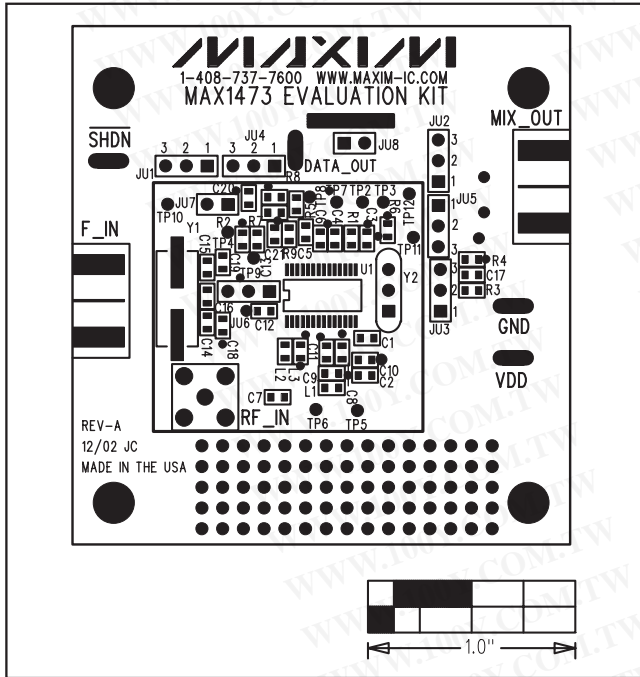 MAXIM
1-408-737-7600 WWW.MAXIM-IC.COM
MAX1473 EVALUATION KIT
SHDN
JU2
MIX_OUT
JU4
JU8
3 2 1
3 2 1
DATA_OUT
3
2
1
JU1
R8
C20
JU7
TP10
TP7
TP2
TP3
TP12
JU5
3
2
1
F_IN
Y1
R2
R7
TP4
R5
C6
C4
R1
C3
R6
TP11
C15
C19
TP9
C21
R9
C5
U1
Y2
3
2
1
R4
C17
R3
JU3
C16
JU6
C12
C14
C18
GND
C1
C11
L2
L3
C9
C10
C2
L1
C8
VDD
C7
RF_IN
TP6
TP5
REV-A
12/02 JC
MADE IN THE USA
1.0"
WWW.100Y.COM.TW